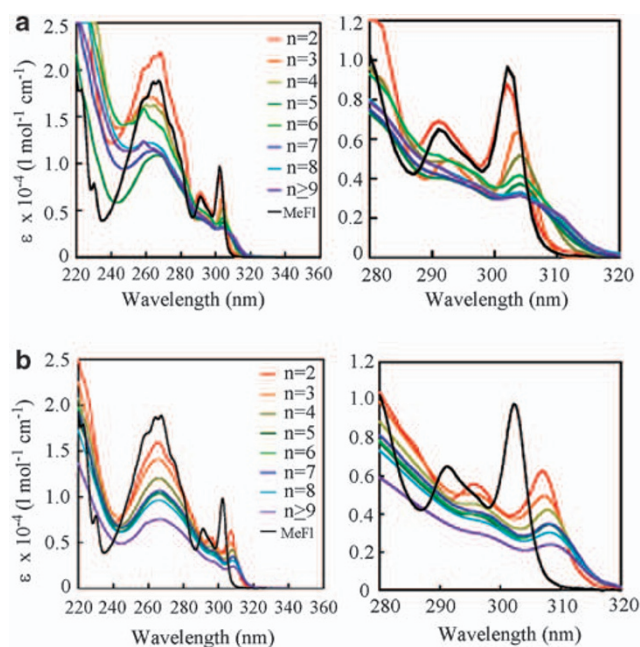 a
2.5
2.0
1.5
1.0
0.5
0.0
220 240 260 280 300 320 340 360
Wavelength (nm)
ε x 10⁻⁴ (l mol⁻¹ cm⁻¹)
n=2
n=3
n=4
n=5
n=6
n=7
n=8
n≥9
MeFl
1.2
1.0
0.8
0.6
0.4
0.2
0
280 290 300 310 320
Wavelength (nm)
b
2.5
2.0
1.5
1.0
0.5
0.0
220 240 260 280 300 320 340 360
Wavelength (nm)
ε x 10⁻⁴ (l mol⁻¹ cm⁻¹)
n=2
n=3
n=4
n=5
n=6
n=7
n=8
n≥9
MeFl
1.2
1.0
0.8
0.6
0.4
0.2
0
280 290 300 310 320
Wavelength (nm)